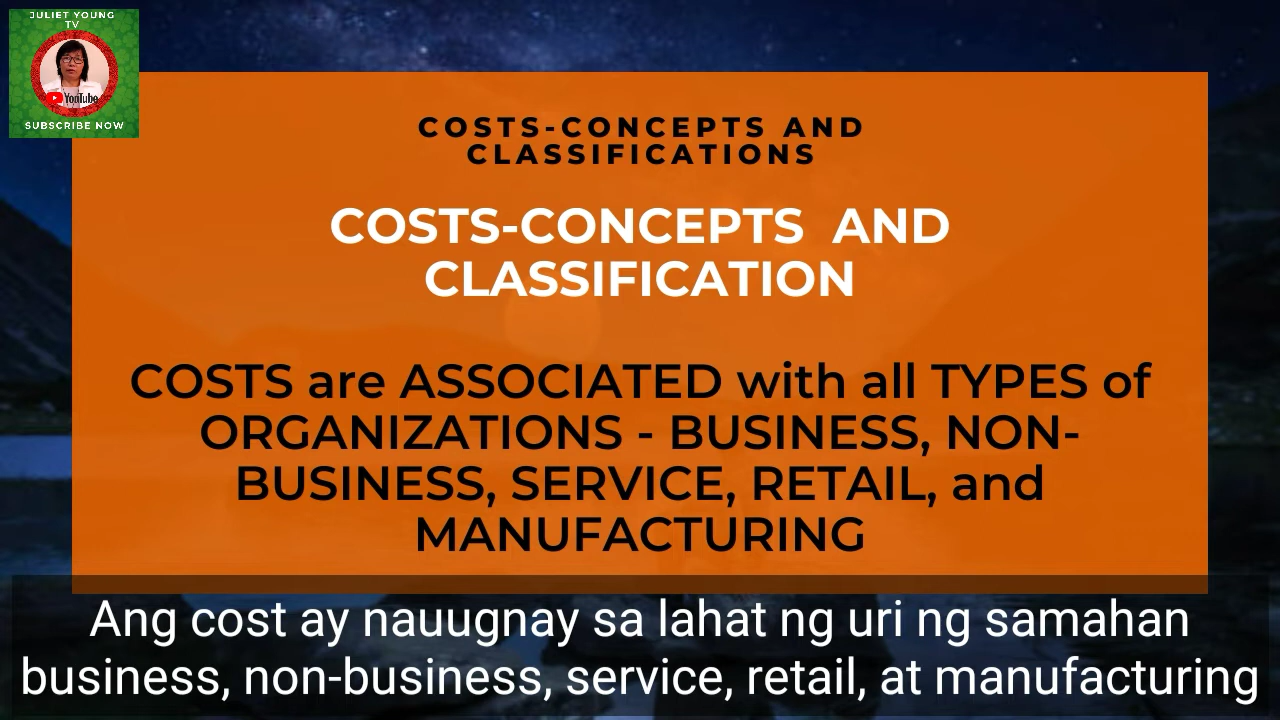 JULIET YOUNG
TV
YouTube
SUBSCRIBE NOW
COSTS-CONCEPTS AND
CLASSIFICATIONS
COSTS-CONCEPTS AND
CLASSIFICATION
COSTS are ASSOCIATED with all TYPES of
ORGANIZATIONS - BUSINESS, NON-
BUSINESS, SERVICE, RETAIL, and
MANUFACTURING
Ang cost ay nauugnay sa lahat ng uri ng samahan
business, non-business, service, retail, at manufacturing